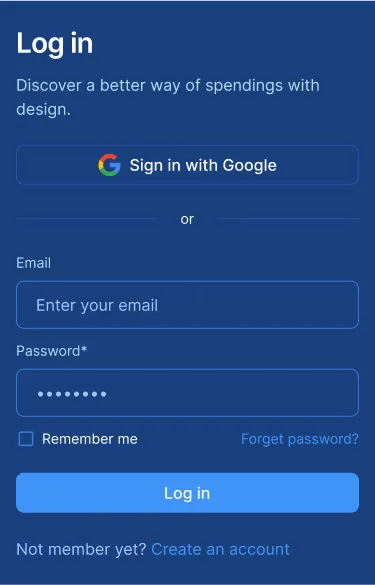 Log in
Discover a better way of spendings with
design.
Sign in with Google
or
Email
Enter your email
Password*
••••••••
Remember me
Forget password?
Log in
Not member yet? Create an account